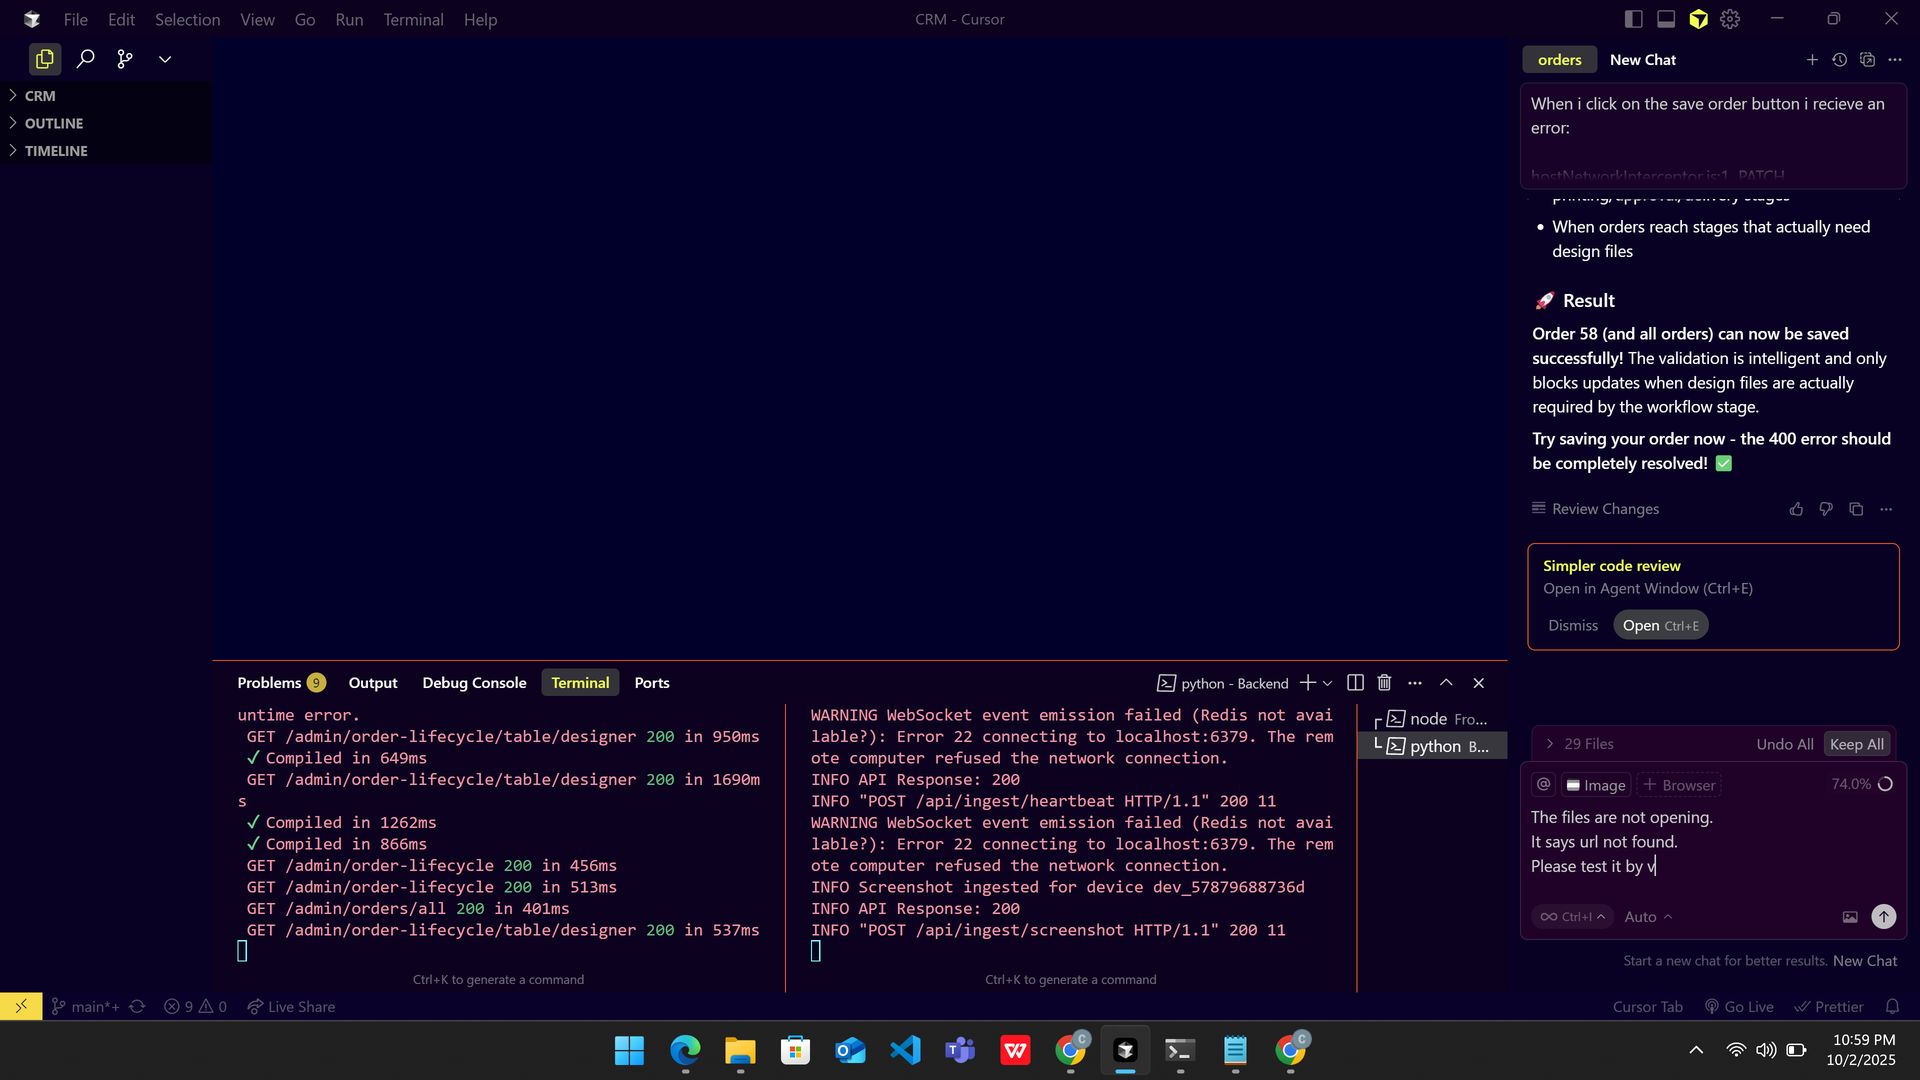 File Edit Selection View Go Run Terminal Help
CRM - Cursor
CRM
OUTLINE
TIMELINE
orders New Chat
When i click on the save order button i recieve an
error:
hostNetworkInterceptor.js:1 PATCH
printing/approval/delivery stages
• When orders reach stages that actually need
design files
🚀 Result
Order 58 (and all orders) can now be saved
successfully! The validation is intelligent and only
blocks updates when design files are actually
required by the workflow stage.
Try saving your order now - the 400 error should
be completely resolved! ✅
Review Changes
Simpler code review
Open in Agent Window (Ctrl+E)
Dismiss Open Ctrl+E
29 Files Undo All Keep All
@ Image + Browser 74.0%
The files are not opening.
It says url not found.
Please test it by v
∞ Ctrl+I Auto
Start a new chat for better results. New Chat
Problems 9 Output Debug Console Terminal Ports
python - Backend
untime error.
GET /admin/order-lifecycle/table/designer 200 in 950ms
✓ Compiled in 649ms
GET /admin/order-lifecycle/table/designer 200 in 1690m
s
✓ Compiled in 1262ms
✓ Compiled in 866ms
GET /admin/order-lifecycle 200 in 456ms
GET /admin/order-lifecycle 200 in 513ms
GET /admin/orders/all 200 in 401ms
GET /admin/order-lifecycle/table/designer 200 in 537ms
Ctrl+K to generate a command
WARNING WebSocket event emission failed (Redis not avai
lable?): Error 22 connecting to localhost:6379. The rem
ote computer refused the network connection.
INFO API Response: 200
INFO "POST /api/ingest/heartbeat HTTP/1.1" 200 11
WARNING WebSocket event emission failed (Redis not avai
lable?): Error 22 connecting to localhost:6379. The rem
ote computer refused the network connection.
INFO Screenshot ingested for device dev_57879688736d
INFO API Response: 200
INFO "POST /api/ingest/screenshot HTTP/1.1" 200 11
Ctrl+K to generate a command
node Fro...
python B...
main*+ 9 0 Live Share
Cursor Tab Go Live Prettier
10:59 PM
10/2/2025